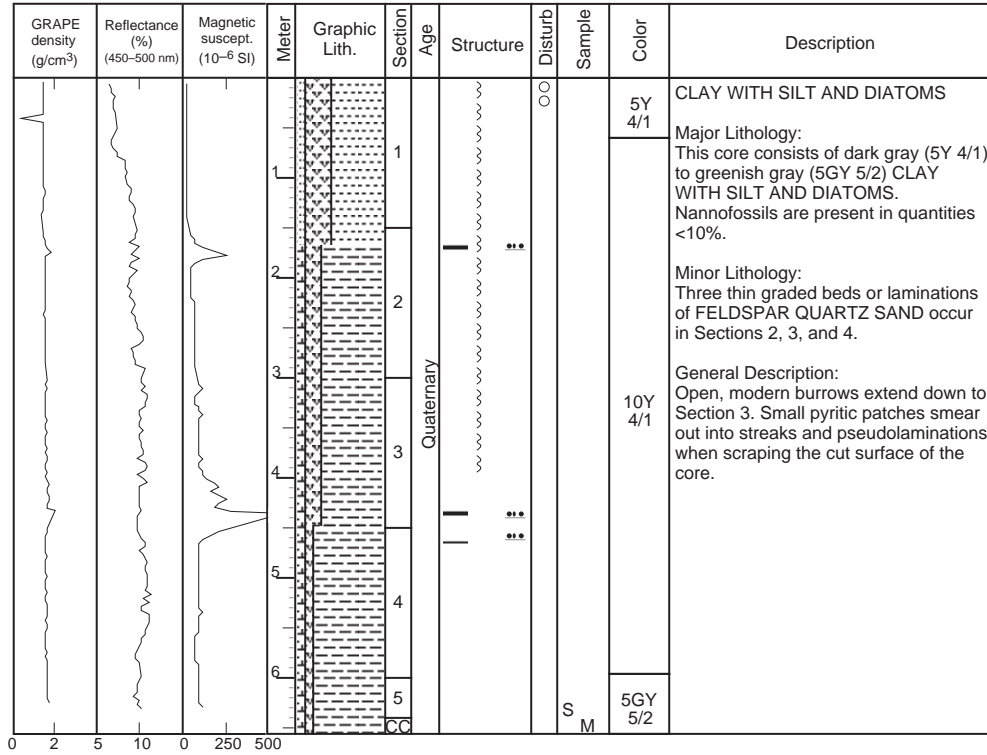 GRAPE
density
(g/cm3)
Reflectance
(%)
(450–500 nm)
Magnetic
suscept.
(10–6 SI)
Meter
Graphic
Lith.
Section
Age
Structure
Disturb
Sample
Color
Description
1
2
3
4
5
6
1
2
3
4
5
CC
Quaternary
S
M
5Y
4/1
10Y
4/1
5GY
5/2
CLAY WITH SILT AND DIATOMS
Major Lithology:
This core consists of dark gray (5Y 4/1)
to greenish gray (5GY 5/2) CLAY
WITH SILT AND DIATOMS.
Nannofossils are present in quantities
<10%.
Minor Lithology:
Three thin graded beds or laminations
of FELDSPAR QUARTZ SAND occur
in Sections 2, 3, and 4.
General Description:
Open, modern burrows extend down to
Section 3. Small pyritic patches smear
out into streaks and pseudolaminations
when scraping the cut surface of the
core.
0 2 5 10 0 250 500